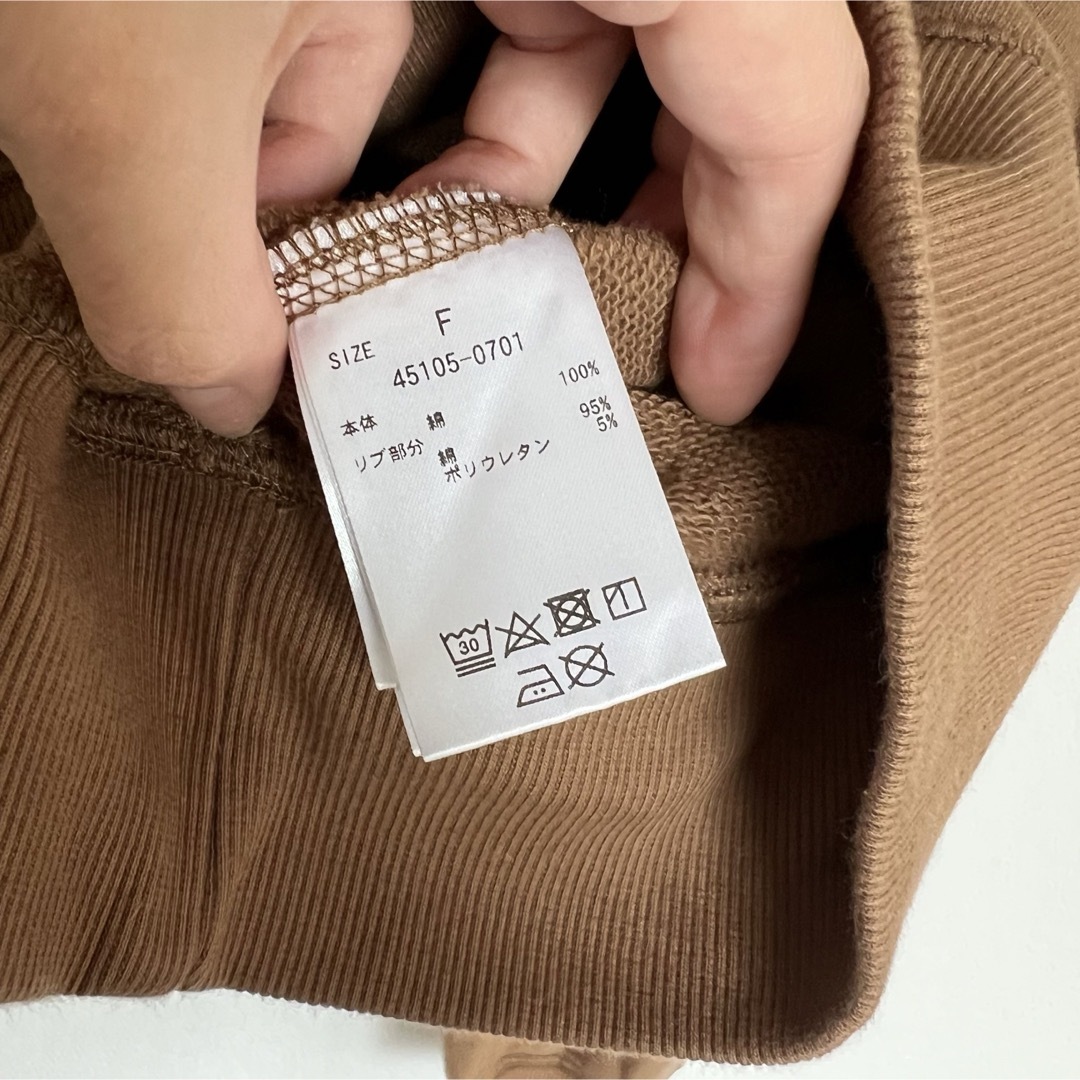 F
SIZE
45105-0701
本体 綿 100%
リブ部分 綿 95%
ポリウレタン 5%
30